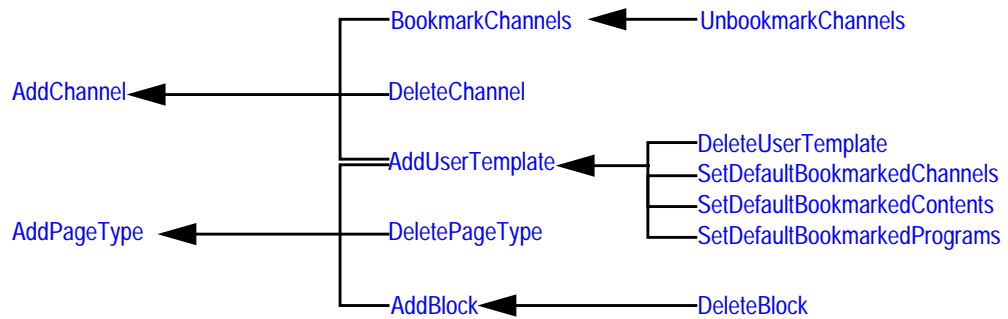 BookmarkChannels
UnbookmarkChannels
AddChannel
DeleteChannel
DeleteUserTemplate
AddUserTemplate
SetDefaultBookmarkedChannels
SetDefaultBookmarkedContents
AddPageType
DeletePageType
SetDefaultBookmarkedPrograms
AddBlock
DeleteBlock